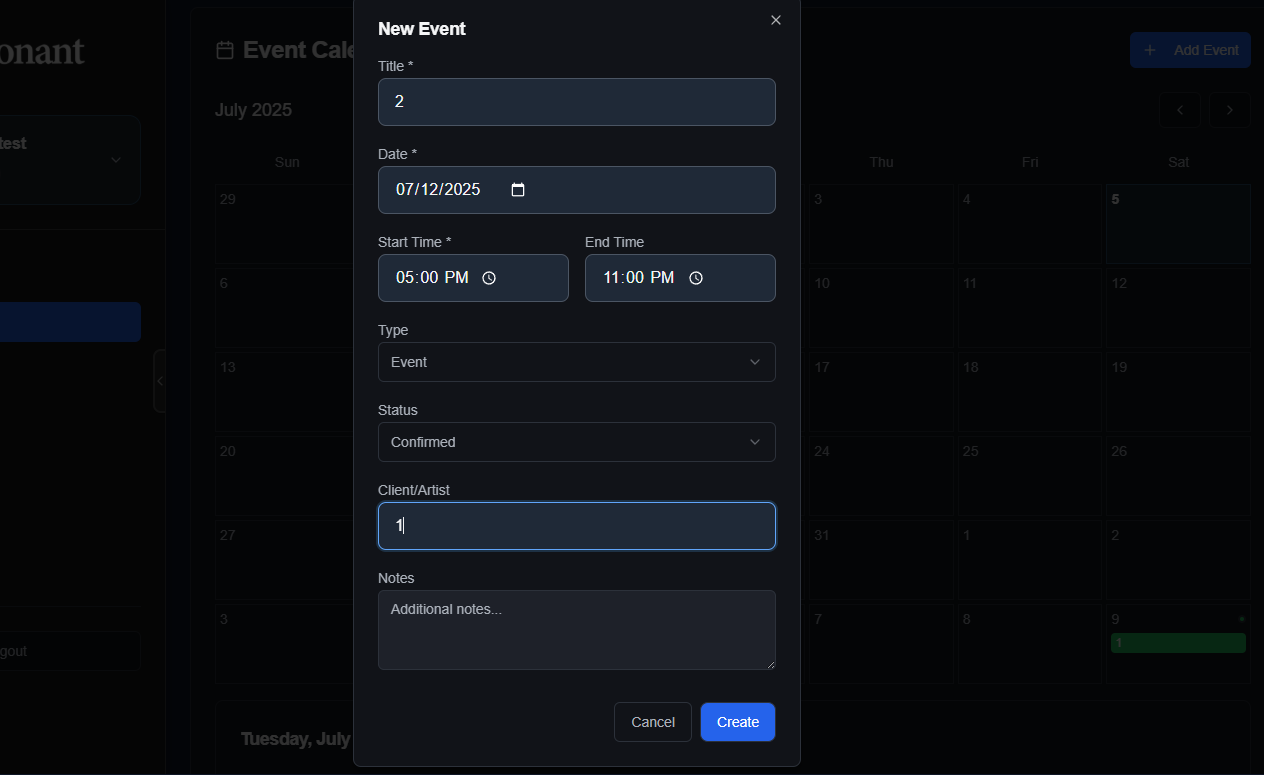 New Event
Title *
2
Date *
07/12/2025
Start Time * End Time
05:00 PM 11:00 PM
Type
Event
Status
Confirmed
Client/Artist
1
Notes
Additional notes...
Cancel Create
onant
test
gout
Event Cale
Add Event
July 2025
Sun Thu Fri Sat
29 3 4 5
6 10 11 12
13 17 18 19
20 24 25 26
27 31 1 2
3 7 8 9
1
Tuesday, July